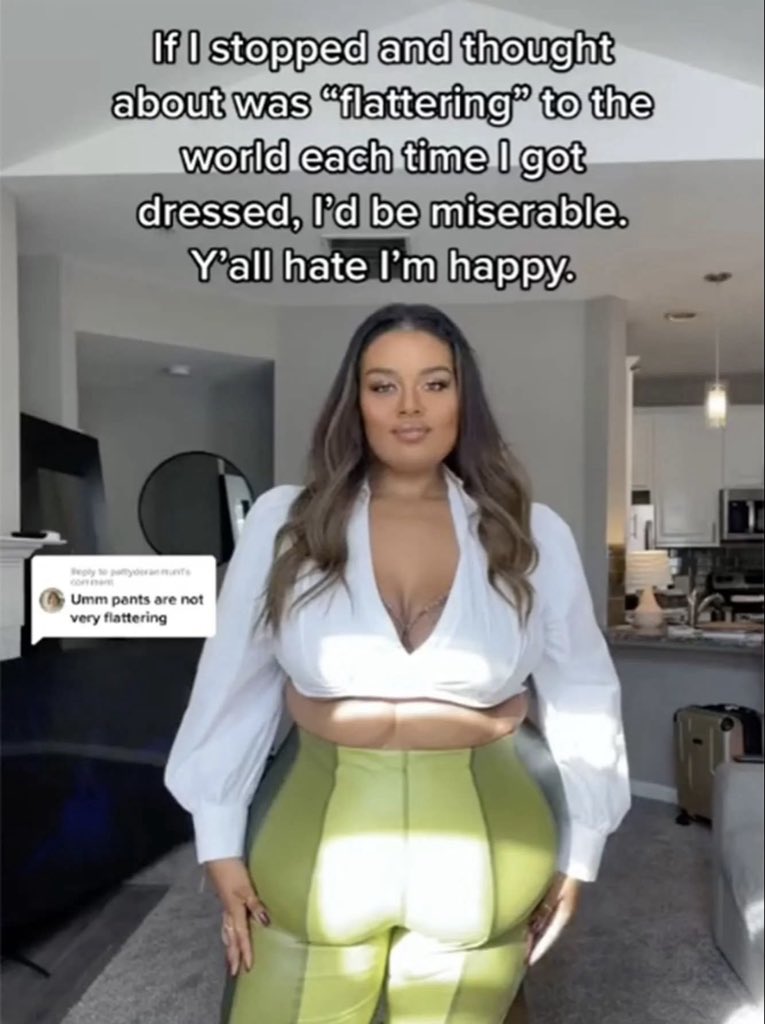 If I stopped and thought
about was “flattering” to the
world each time I got
dressed, I’d be miserable.
Y’all hate I’m happy.
Reply to
comment
Umm pants are not
very flattering